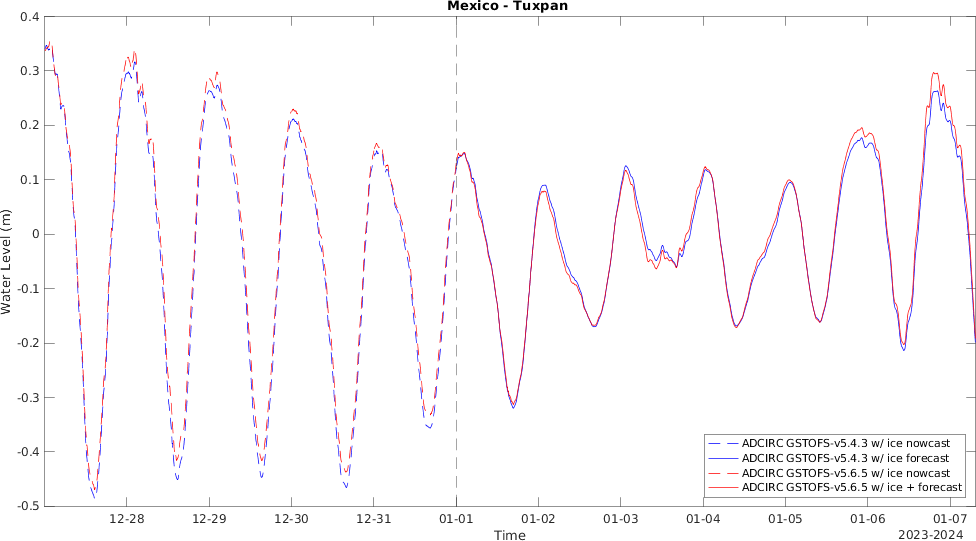 Mexico - Tuxpan
0.4
0.3
0.2
0.1
0
-0.1
-0.2
-0.3
-0.4
-0.5
Water Level (m)
12-28 12-29 12-30 12-31 01-01 01-02 01-03 01-04 01-05 01-06 01-07
Time
2023-2024
ADCIRC GSTOFS-v5.4.3 w/ ice nowcast
ADCIRC GSTOFS-v5.4.3 w/ ice forecast
ADCIRC GSTOFS-v5.6.5 w/ ice nowcast
ADCIRC GSTOFS-v5.6.5 w/ ice + forecast